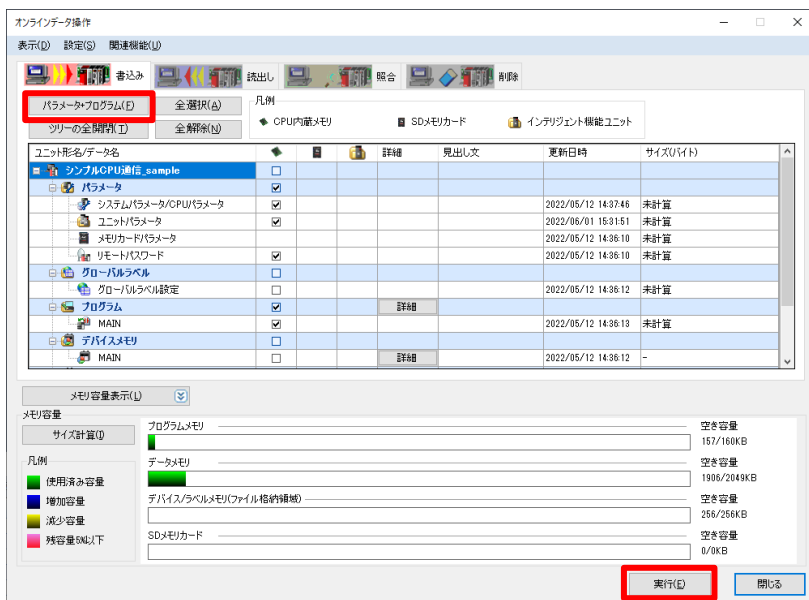 オンラインデータ操作
表示(D) 設定(S) 関連機能(U)
書込み 読出し 照合 削除
パラメータ+プログラム(F) 全選択(A) 凡例
ツリーの全開閉(T) 全解除(N) CPU内蔵メモリ SDメモリカード インテリジェント機能ユニット
ユニット形名/データ名 詳細 見出し文 更新日時 サイズ(バイト)
シンプルCPU通信_sample
パラメータ
システムパラメータ/CPUパラメータ 2022/05/12 14:37:46 未計算
ユニットパラメータ 2022/06/01 15:31:51 未計算
メモリカードパラメータ 2022/05/12 14:36:10 未計算
リモートパスワード 2022/05/12 14:36:10 未計算
グローバルラベル
グローバルラベル設定 2022/05/12 14:36:12 未計算
プログラム 詳細
MAIN 2022/05/12 14:36:13 未計算
デバイスメモリ
MAIN 詳細 2022/05/12 14:36:12 -
メモリ容量表示(L)
メモリ容量
サイズ計算(I)
凡例
使用済み容量
増加容量
減少容量
残容量5%以下
プログラムメモリ 空き容量
157/160KB
データメモリ 空き容量
1906/2049KB
デバイス/ラベルメモリ(ファイル格納領域) 空き容量
256/256KB
SDメモリカード 空き容量
0/0KB
実行(E) 閉じる